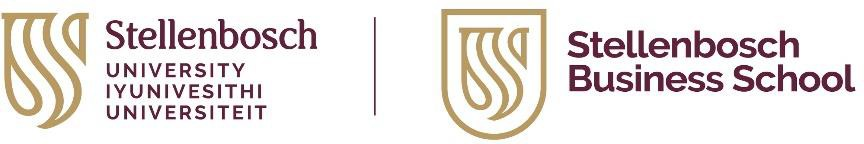 Stellenbosch
UNIVERSITY
IYUNIVESITHI
UNIVERSITEIT
Stellenbosch
Business School